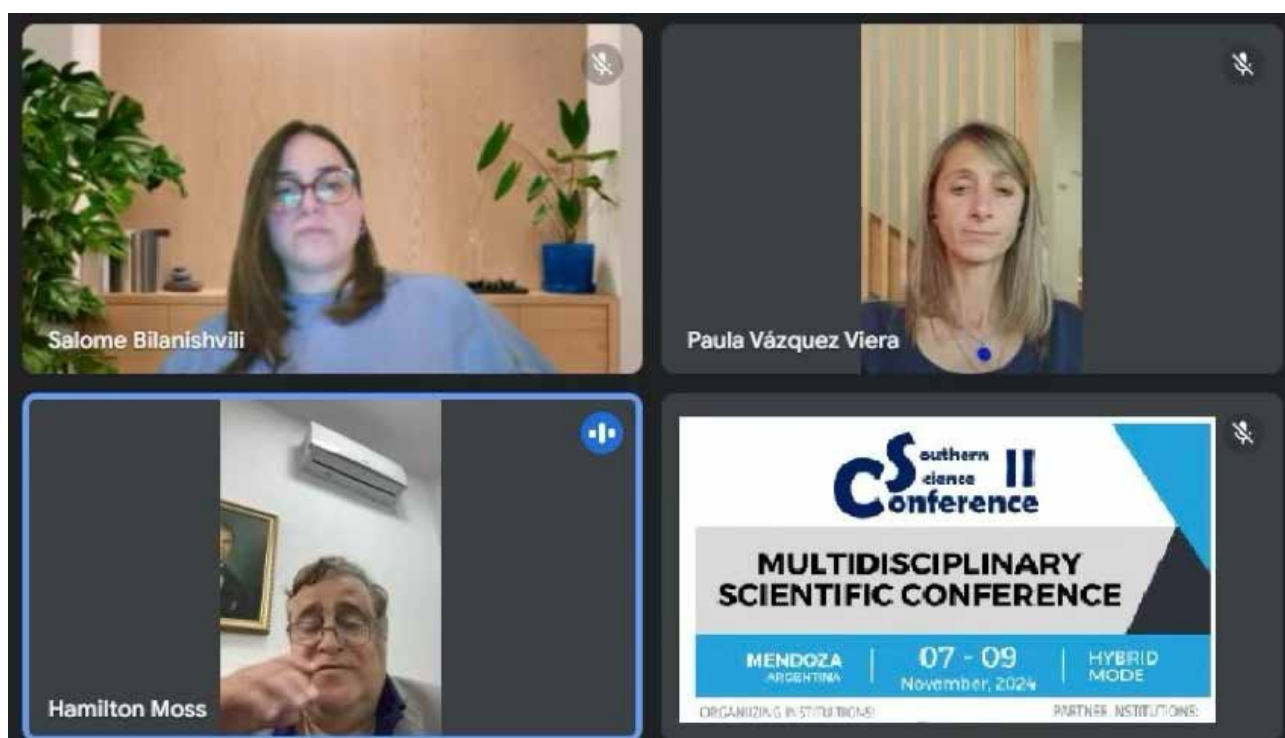 Salome Bilanishvili
Paula Vázquez Viera
Hamilton Moss
Southern
Science II
Conference
MULTIDISCIPLINARY
SCIENTIFIC CONFERENCE
MENDOZA
ARGENTINA
07 - 09
November, 2024
HYBRID
MODE
ORGANIZING INSTITUTIONS:
PARTNER INSTITUTIONS: